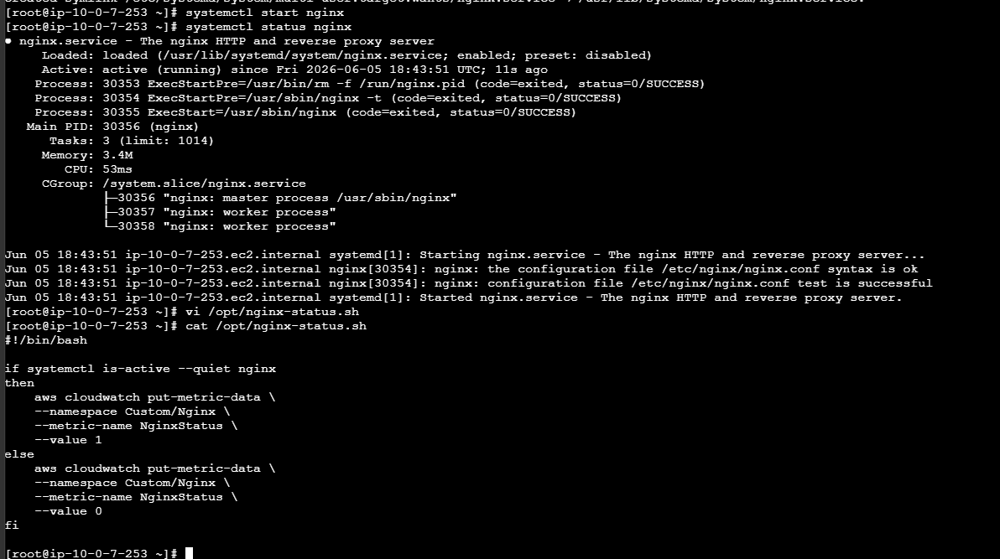 [root@ip-10-0-7-253 ~]# systemctl start nginx
[root@ip-10-0-7-253 ~]# systemctl status nginx
● nginx.service - The nginx HTTP and reverse proxy server
     Loaded: loaded (/usr/lib/systemd/system/nginx.service; enabled; preset: disabled)
     Active: active (running) since Fri 2026-06-05 18:43:51 UTC; 11s ago
    Process: 30353 ExecStartPre=/usr/bin/rm -f /run/nginx.pid (code=exited, status=0/SUCCESS)
    Process: 30354 ExecStartPre=/usr/sbin/nginx -t (code=exited, status=0/SUCCESS)
    Process: 30355 ExecStart=/usr/sbin/nginx (code=exited, status=0/SUCCESS)
   Main PID: 30356 (nginx)
      Tasks: 3 (limit: 1014)
     Memory: 3.4M
        CPU: 53ms
     CGroup: /system.slice/nginx.service
             ├─30356 "nginx: master process /usr/sbin/nginx"
             ├─30357 "nginx: worker process"
             └─30358 "nginx: worker process"

Jun 05 18:43:51 ip-10-0-7-253.ec2.internal systemd[1]: Starting nginx.service - The nginx HTTP and reverse proxy server...
Jun 05 18:43:51 ip-10-0-7-253.ec2.internal nginx[30354]: nginx: the configuration file /etc/nginx/nginx.conf syntax is ok
Jun 05 18:43:51 ip-10-0-7-253.ec2.internal nginx[30354]: nginx: configuration file /etc/nginx/nginx.conf test is successful
Jun 05 18:43:51 ip-10-0-7-253.ec2.internal systemd[1]: Started nginx.service - The nginx HTTP and reverse proxy server.
[root@ip-10-0-7-253 ~]# vi /opt/nginx-status.sh
[root@ip-10-0-7-253 ~]# cat /opt/nginx-status.sh
#!/bin/bash

if systemctl is-active --quiet nginx
then
    aws cloudwatch put-metric-data \
    --namespace Custom/Nginx \
    --metric-name NginxStatus \
    --value 1
else
    aws cloudwatch put-metric-data \
    --namespace Custom/Nginx \
    --metric-name NginxStatus \
    --value 0
fi

[root@ip-10-0-7-253 ~]#